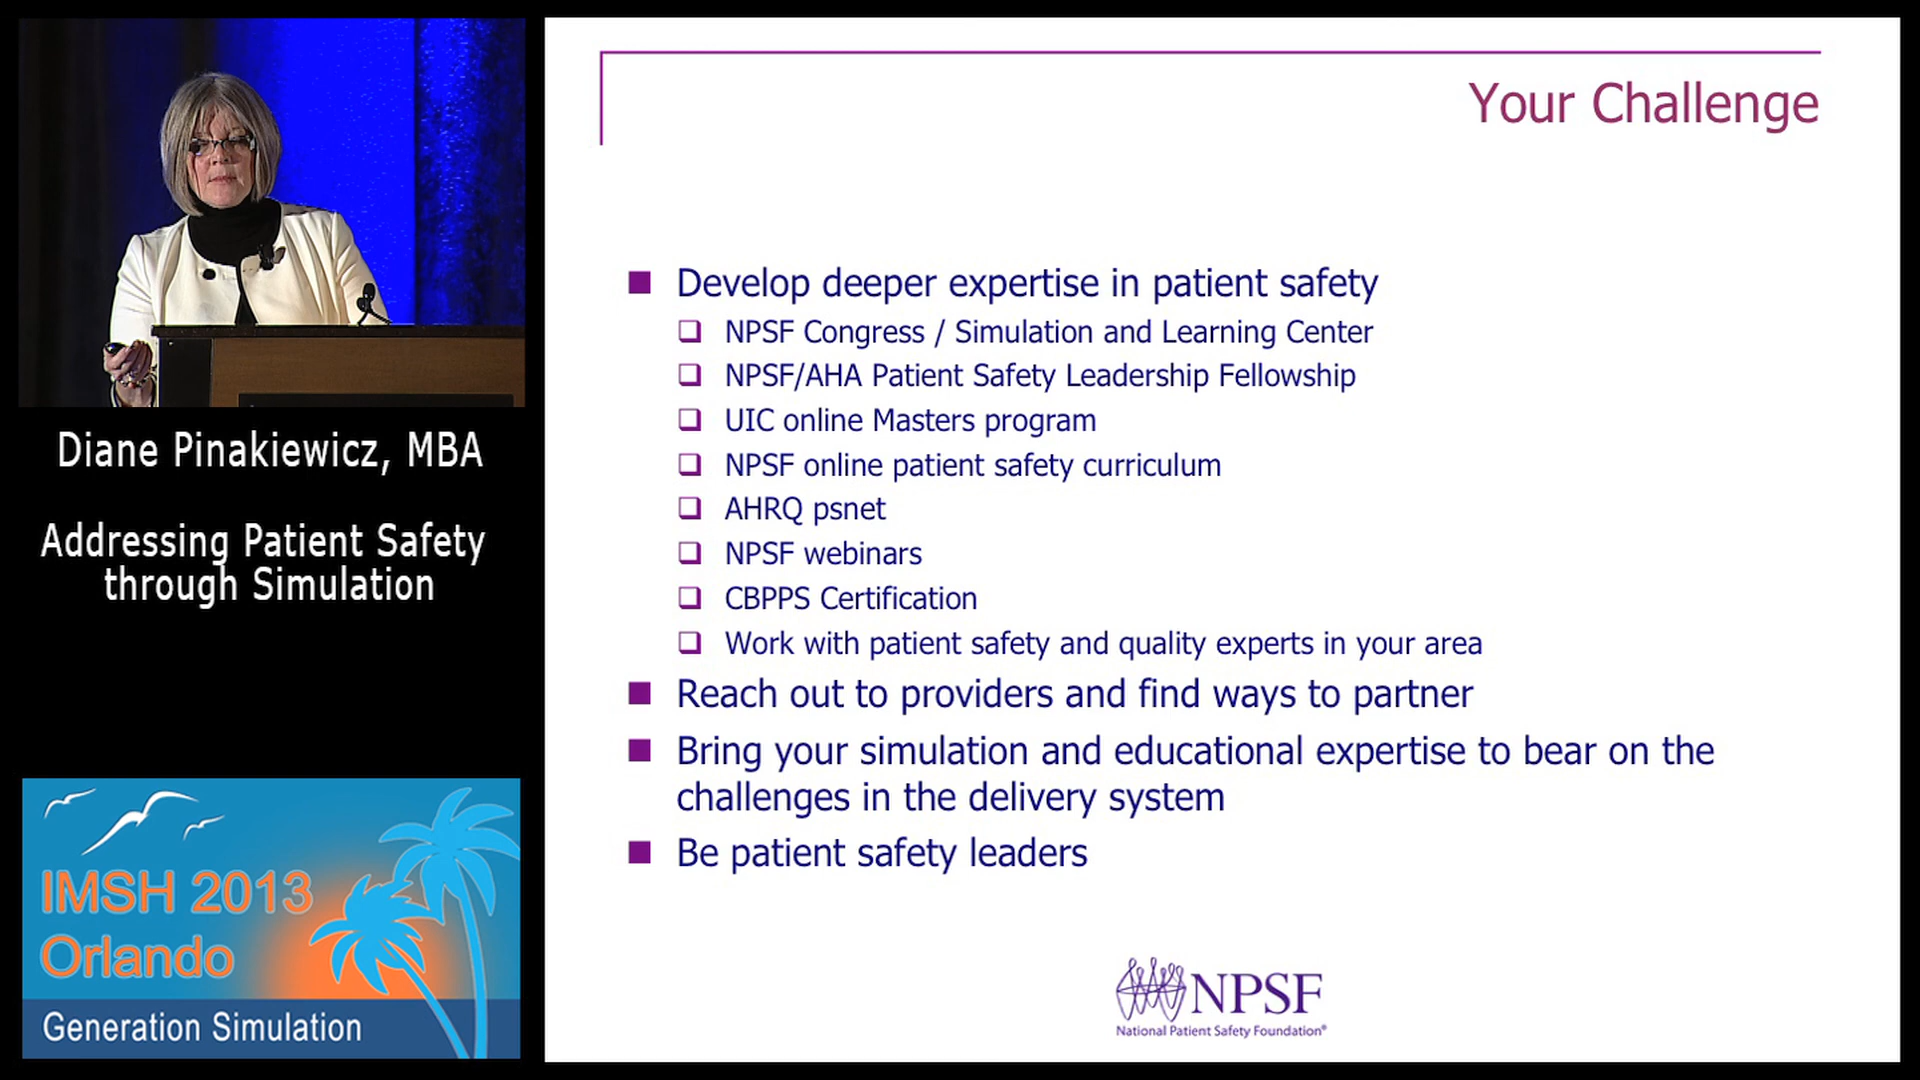 Diane Pinakiewicz, MBA
Addressing Patient Safety
through Simulation
IMSH 2013
Orlando
Generation Simulation
Your Challenge
Develop deeper expertise in patient safety
NPSF Congress / Simulation and Learning Center
NPSF/AHA Patient Safety Leadership Fellowship
UIC online Masters program
NPSF online patient safety curriculum
AHRQ psnet
NPSF webinars
CBPPS Certification
Work with patient safety and quality experts in your area
Reach out to providers and find ways to partner
Bring your simulation and educational expertise to bear on the
challenges in the delivery system
Be patient safety leaders
NPSF
National Patient Safety Foundation®